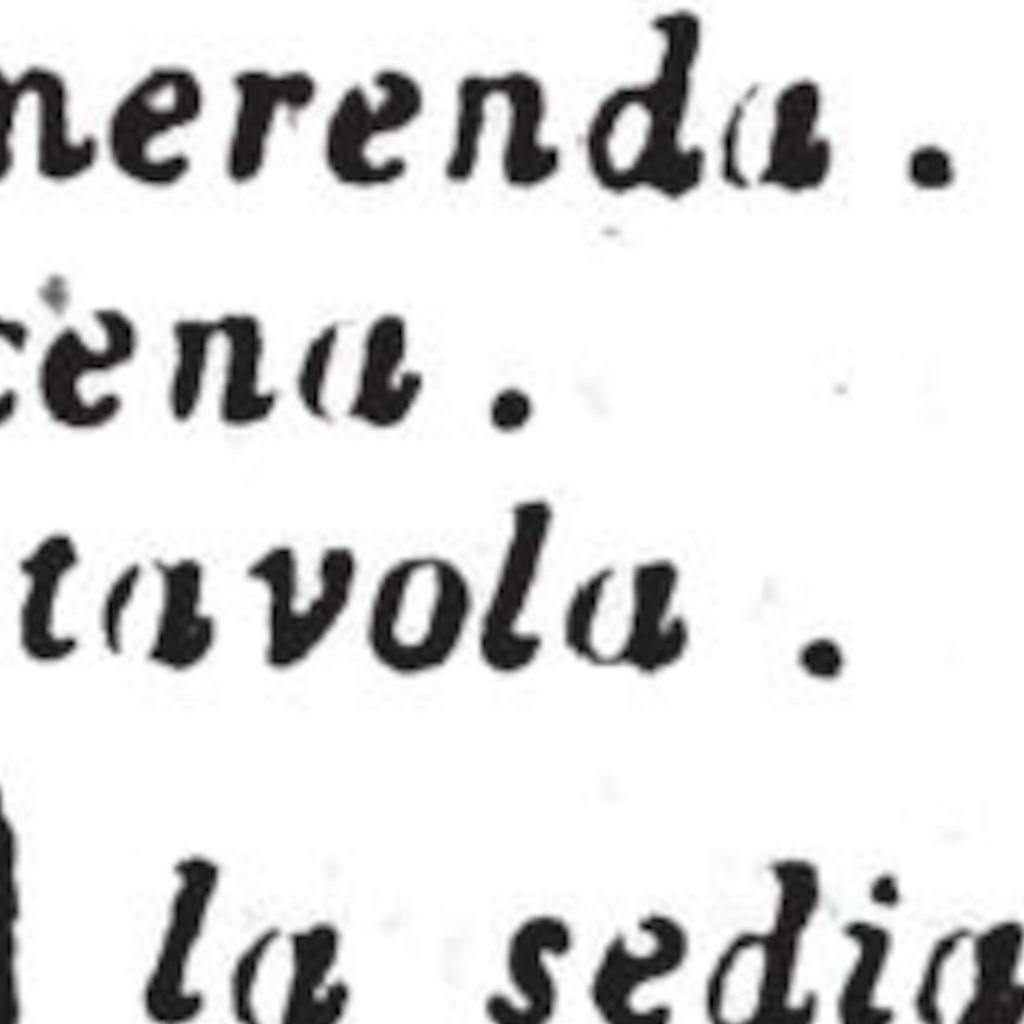 merenda .
cena .
tavola .
la sedia